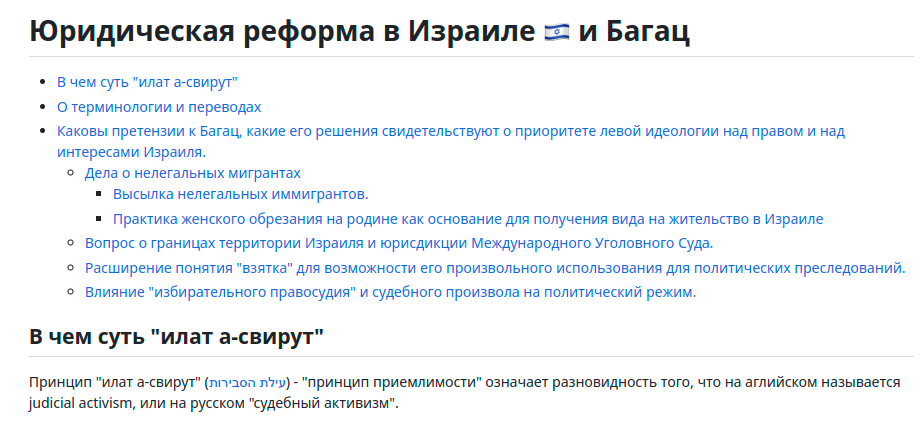 Юридическая реформа в Израиле 🇮🇱 и Багац
В чем суть "илат а-свирут"
О терминологии и переводах
Каковы претензии к Багац, какие его решения свидетельствуют о приоритете левой идеологии над правом и над
интересами Израиля.
Дела о нелегальных мигрантах
Высылка нелегальных иммигрантов.
Практика женского обрезания на родине как основание для получения вида на жительство в Израиле
Вопрос о границах территории Израиля и юрисдикции Международного Уголовного Суда.
Расширение понятия "взятка" для возможности его произвольного использования для политических преследований.
Влияние "избирательного правосудия" и судебного произвола на политический режим.
В чем суть "илат а-свирут"
Принцип "илат а-свирут" (עילת הסבירות) - "принцип приемлимости" означает разновидность того, что на аглийском называется
judicial activism, или на русском "судебный активизм".